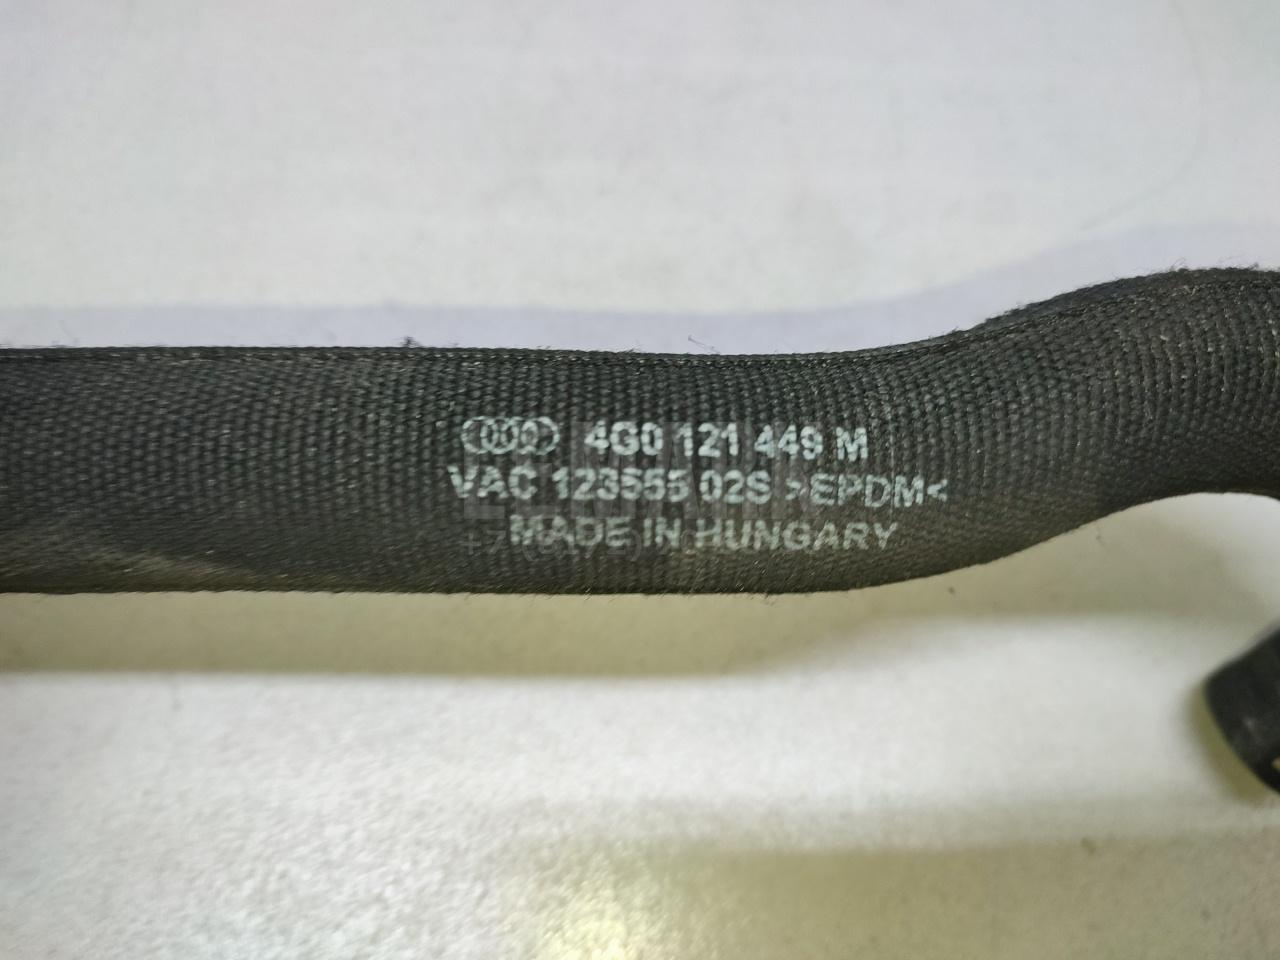 4G0 121 449 M
VAC 123555 02S >EPDM<
MADE IN HUNGARY